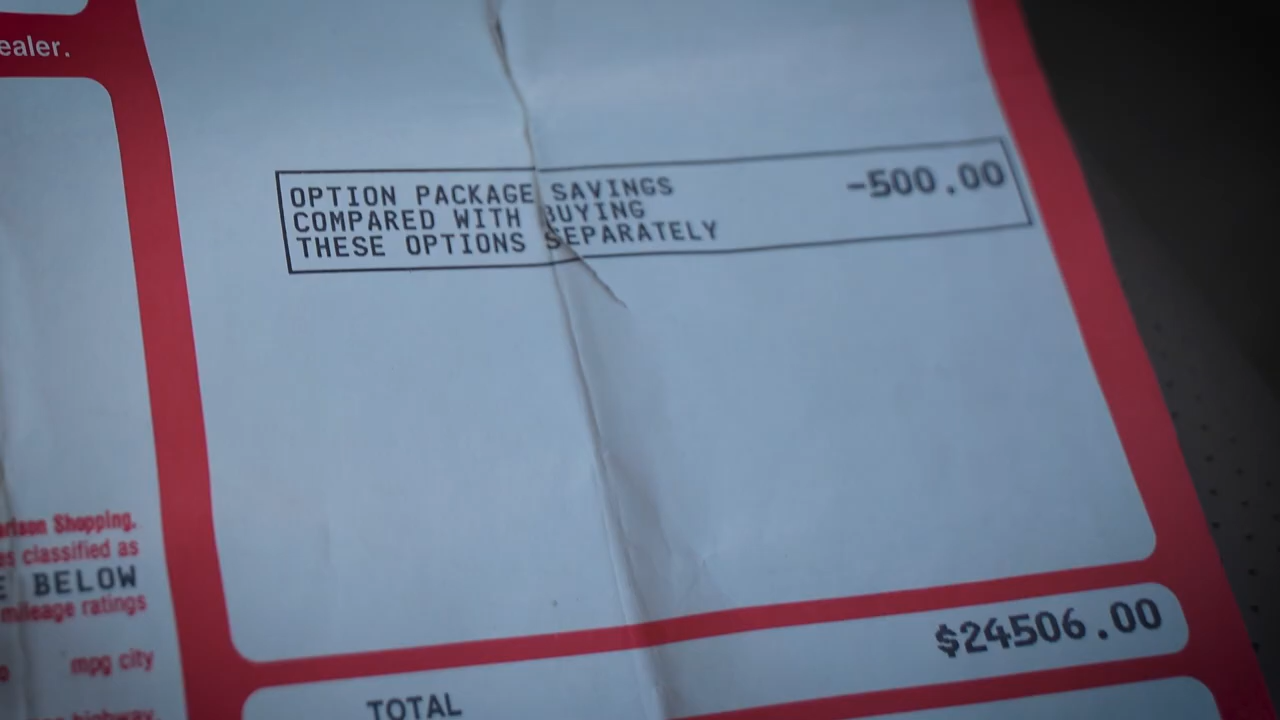 ealer.
OPTION PACKAGE SAVINGS -500.00
COMPARED WITH BUYING
THESE OPTIONS SEPARATELY
Shopping,
classified as
E BELOW
mileage ratings
mpg city
highway,
$24506.00
TOTAL